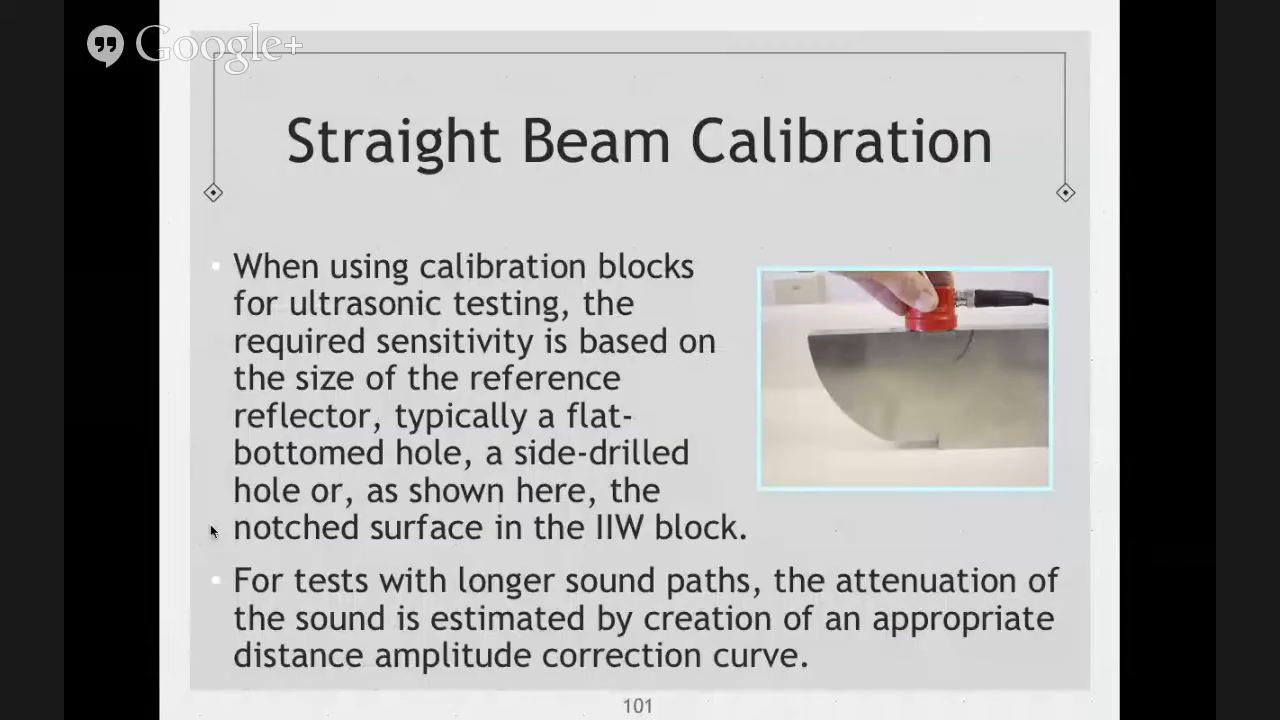 Google+
Straight Beam Calibration
When using calibration blocks
for ultrasonic testing, the
required sensitivity is based on
the size of the reference
reflector, typically a flat-
bottomed hole, a side-drilled
hole or, as shown here, the
notched surface in the IIW block.
For tests with longer sound paths, the attenuation of
the sound is estimated by creation of an appropriate
distance amplitude correction curve.
101